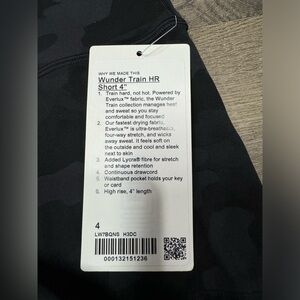 WHY WE MADE THIS
Wunder Train HR
Short 4"
1. Train hard, not hot. Powered by
Everlux™ fabric, the Wunder
Train collection manages heat
and sweat so you stay
comfortable and focused
2. Our fastest drying fabric,
Everlux™ is ultra-breathable,
four-way stretch, and wicks
away sweat. It feels soft on
the outside and cool and sleek
next to skin
3. Added Lycra® fibre for stretch
and shape retention
4. Continuous drawcord
5. Waistband pocket holds your key
or card
6. High rise, 4" length
4
LW7BQNS H3DC
000132151236